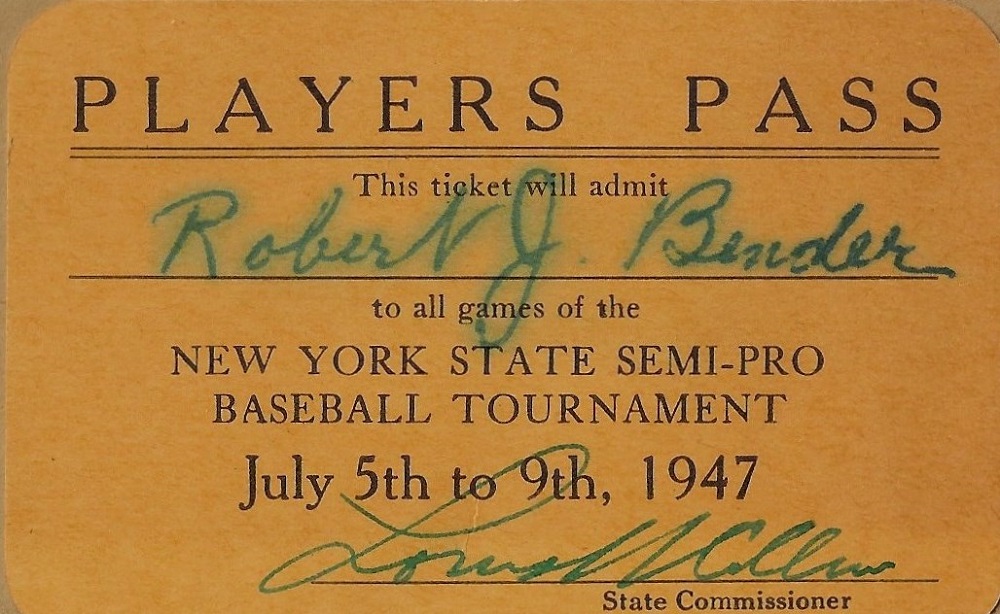 PLAYERS PASS
This ticket will admit
Robert J. Bender
to all games of the
NEW YORK STATE SEMI-PRO
BASEBALL TOURNAMENT
July 5th to 9th, 1947
State Commissioner